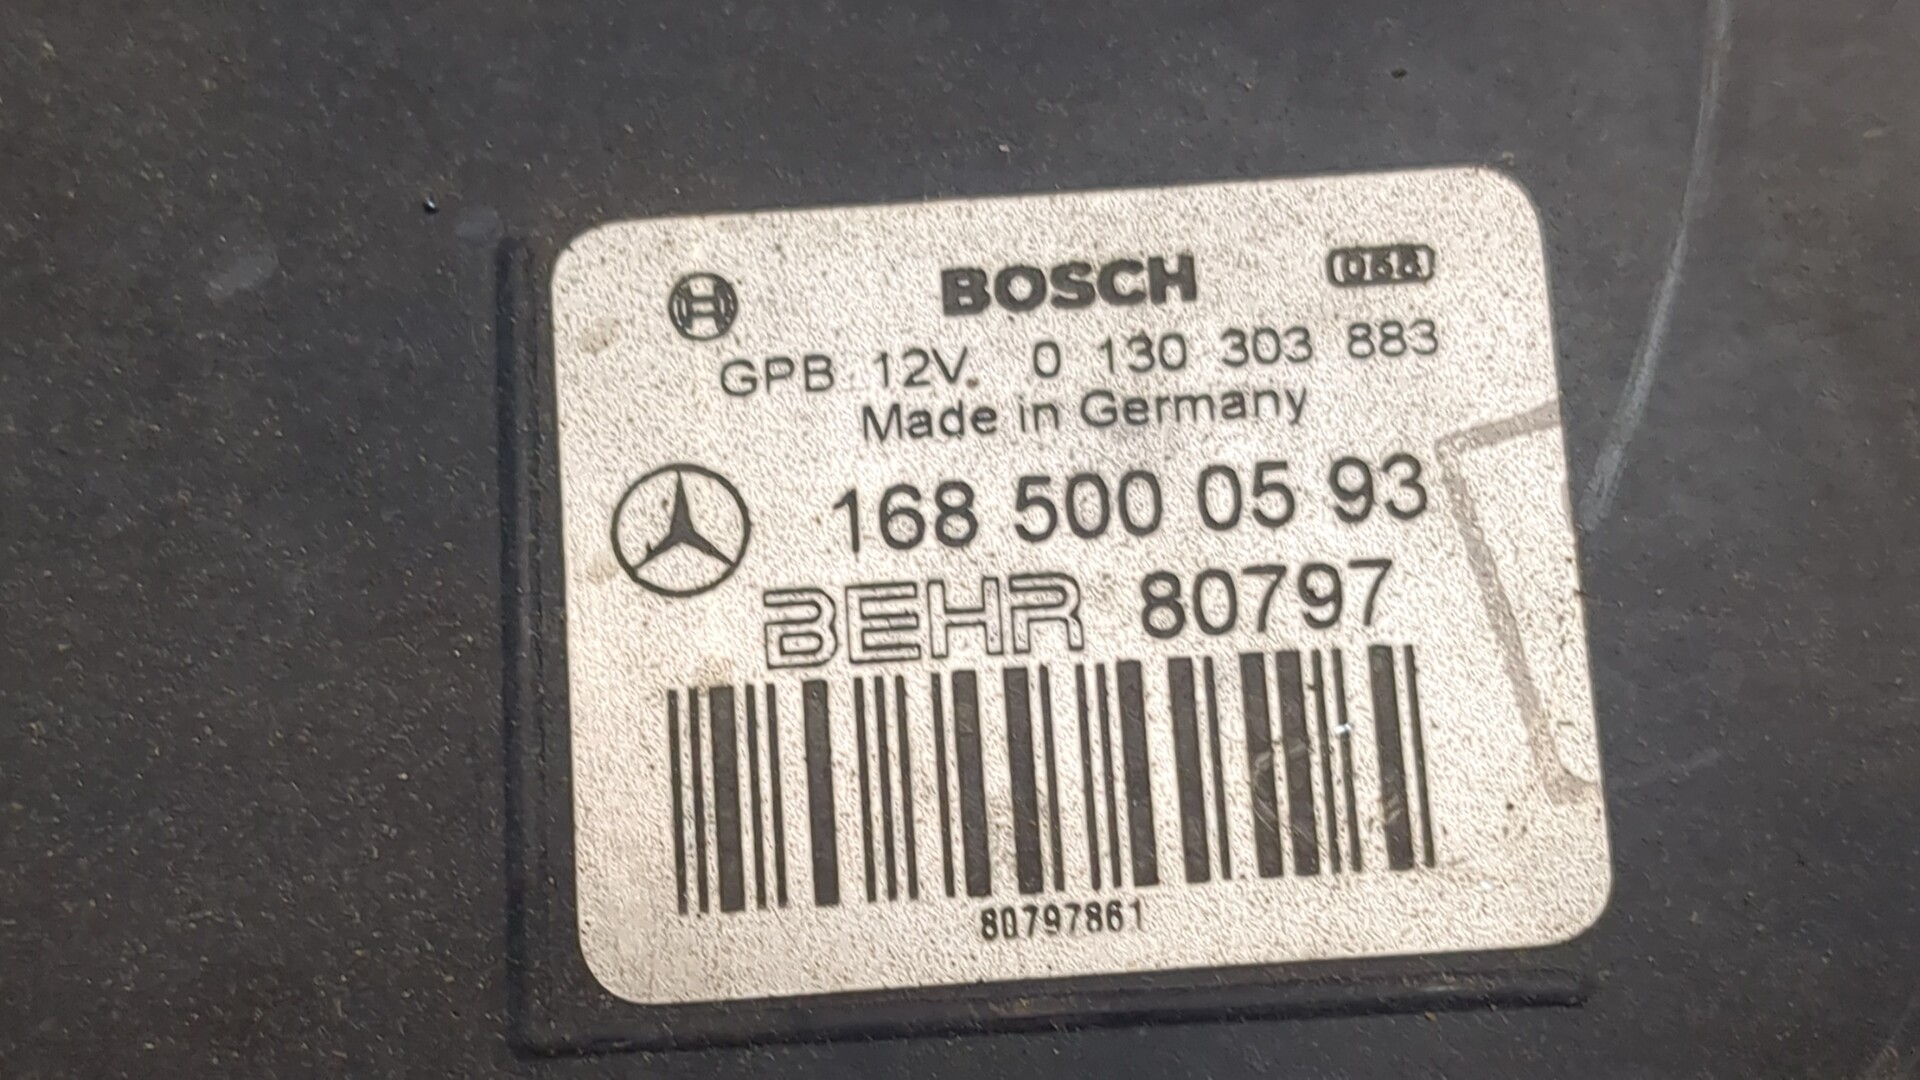 BOSCH
GPB 12V. 0 130 303 883
Made in Germany
168 500 05 93
BEHR 80797
80797861